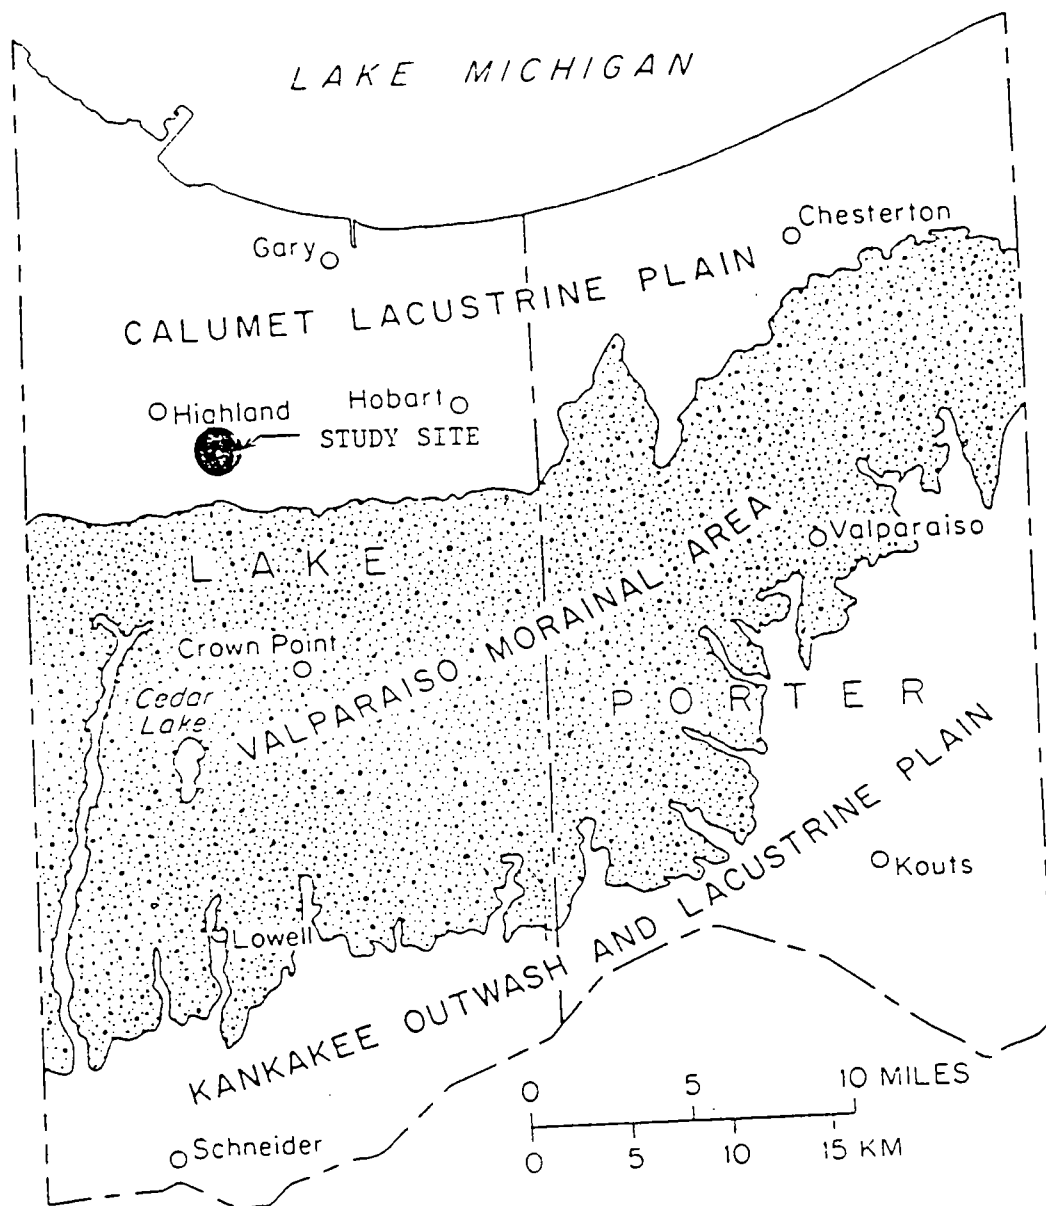 LAKE MICHIGAN
Chesterton
Gary
CALUMET LACUSTRINE PLAIN
Highland
Hobart
STUDY SITE
LAKE
VALPARAISO MORAINAL AREA
Valparaiso
Crown Point
Cedar
Lake
PORTER
KANKAKEE OUTWASH AND LACUSTRINE PLAIN
Kouts
Lowell
Schneider
0 5 10 MILES
0 5 10 15 KM